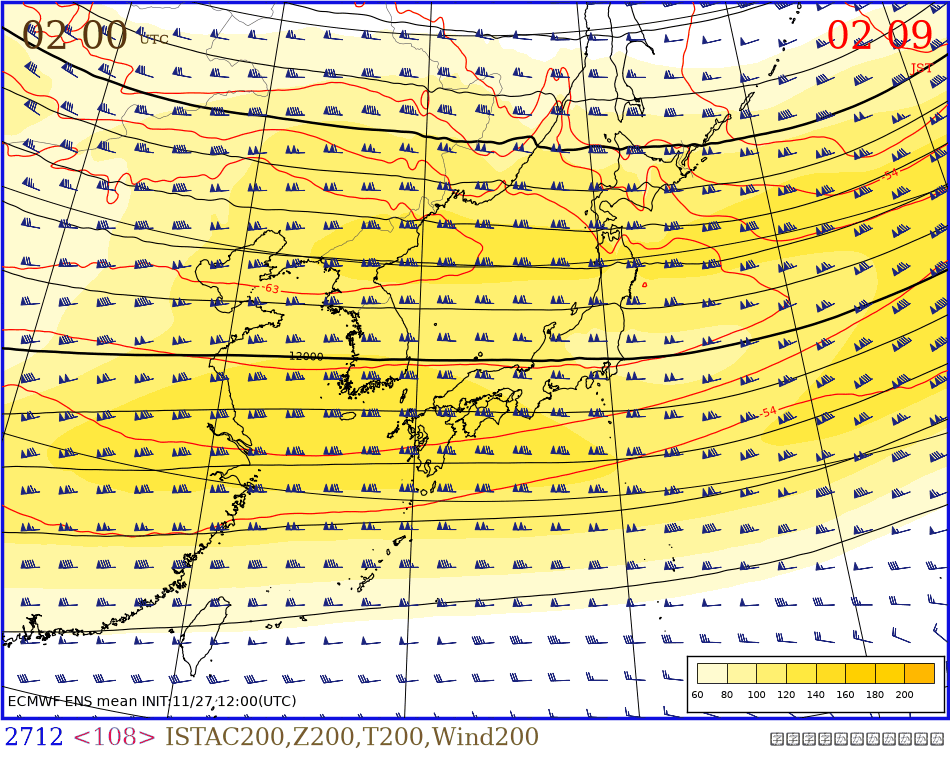 02 00 UTC 02 09
JST
-54
-63
12000
-54
60 80 100 120 140 160 180 200
ECMWF ENS mean INIT:11/27 12:00(UTC)
2712 <108> ISTAC200,Z200,T200,Wind200